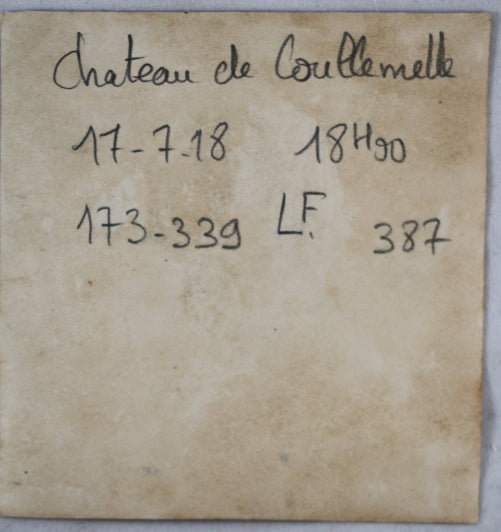 Chateau de Coullemelle
17-7-18 18H30
173-339 LF. 387